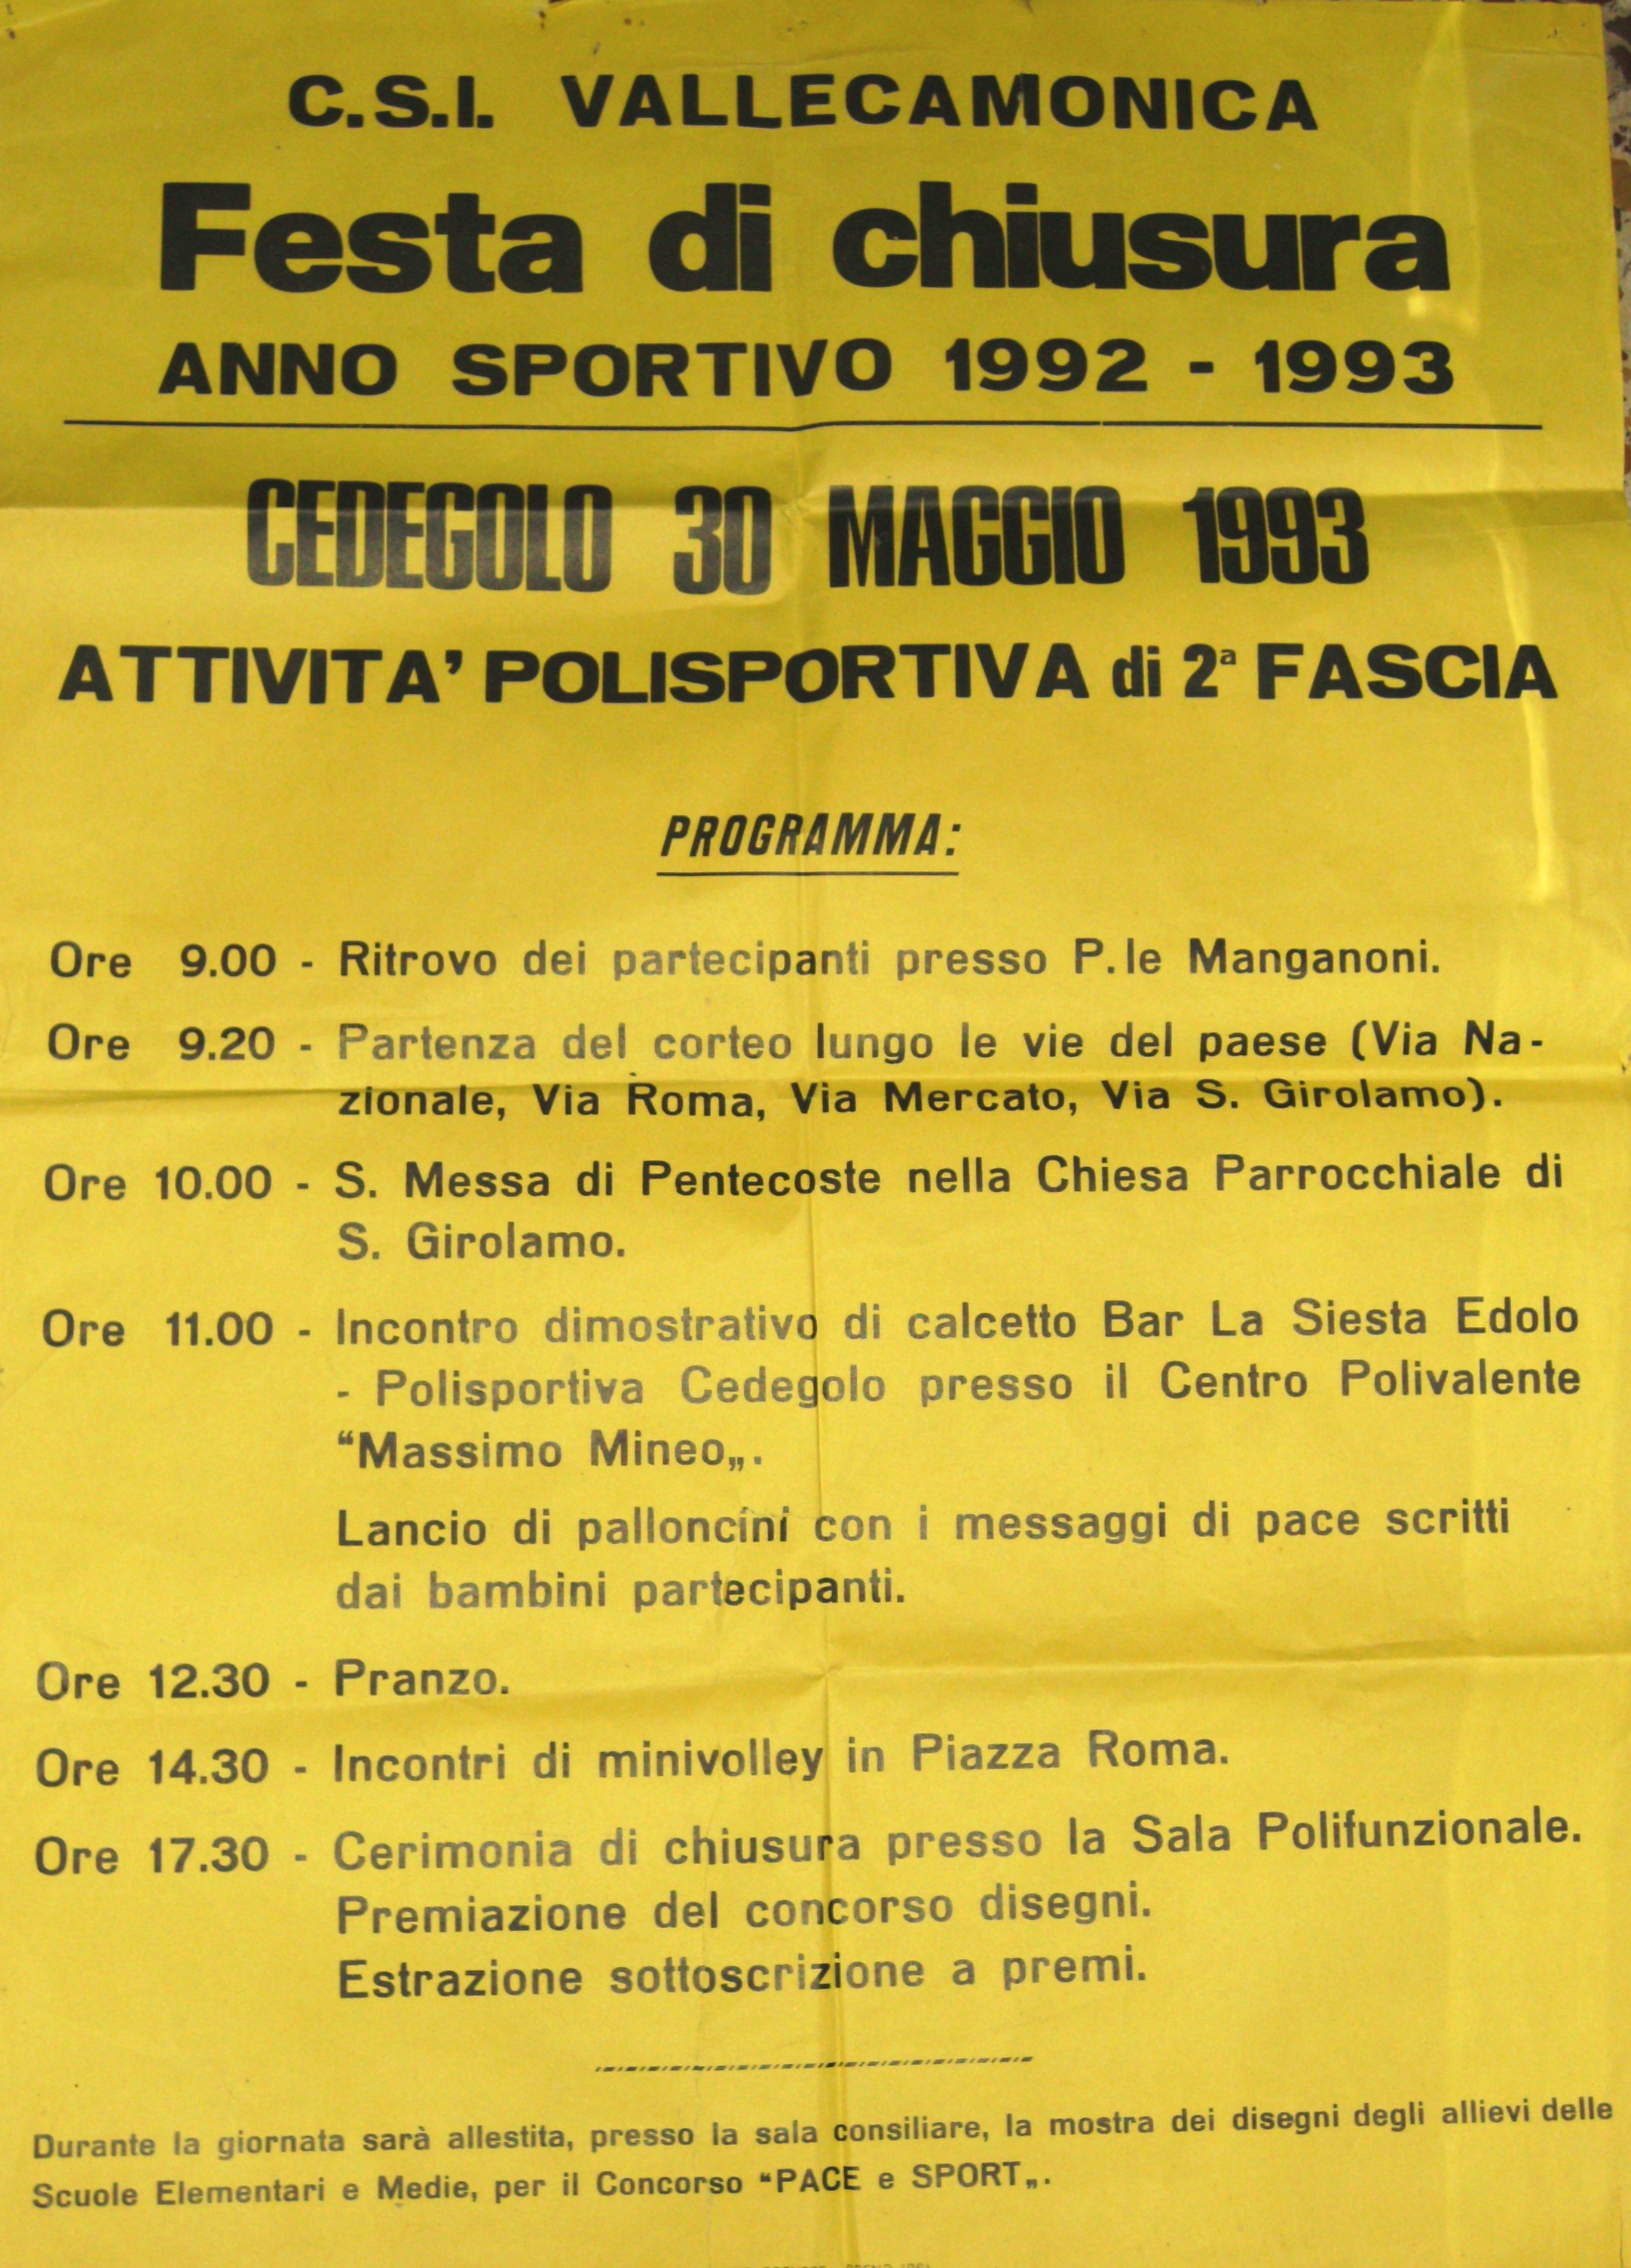 C.S.I. VALLECAMONICA
Festa di chiusura
ANNO SPORTIVO 1992 - 1993
CEDEGOLO 30 MAGGIO 1993
ATTIVITA' POLISPORTIVA di 2ª FASCIA
PROGRAMMA:
Ore 9.00 - Ritrovo dei partecipanti presso P.le Manganoni.
Ore 9.20 - Partenza del corteo lungo le vie del paese (Via Na-
zionale, Via Roma, Via Mercato, Via S. Girolamo).
Ore 10.00 - S. Messa di Pentecoste nella Chiesa Parrocchiale di
S. Girolamo.
Ore 11.00 - Incontro dimostrativo di calcetto Bar La Siesta Edolo
- Polisportiva Cedegolo presso il Centro Polivalente
“Massimo Mineo„.
Lancio di palloncini con i messaggi di pace scritti
dai bambini partecipanti.
Ore 12.30 - Pranzo.
Ore 14.30 - Incontri di minivolley in Piazza Roma.
Ore 17.30 - Cerimonia di chiusura presso la Sala Polifunzionale.
Premiazione del concorso disegni.
Estrazione sottoscrizione a premi.
Durante la giornata sarà allestita, presso la sala consiliare, la mostra dei disegni degli allievi delle
Scuole Elementari e Medie, per il Concorso “PACE e SPORT„.